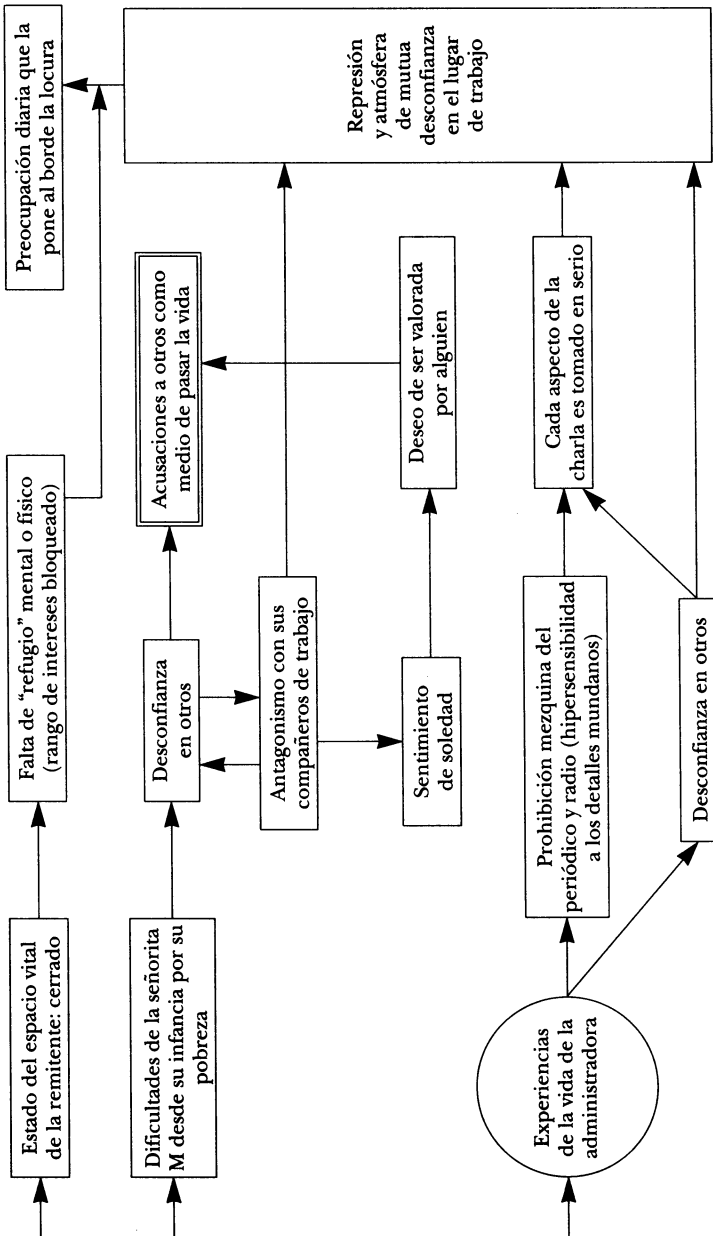 Estado del espacio vital
de la remitente: cerrado
Falta de “refugio” mental o físico
(rango de intereses bloqueado)
Preocupación diaria que la
pone al borde la locura
Dificultades de la señorita
M desde su infancia por su
pobreza
Desconfianza
en otros
Acusaciones a otros como
medio de pasar la vida
Antagonismo con sus
compañeros de trabajo
Sentimiento
de soledad
Deseo de ser valorada
por alguien
Represión
y atmósfera
de mutua
desconfianza
en el lugar
de trabajo
Experiencias
de la vida de la
administradora
Prohibición mezquina del
periódico y radio (hipersensibilidad
a los detalles mundanos)
Cada aspecto de la
charla es tomado en serio
Desconfianza en otros